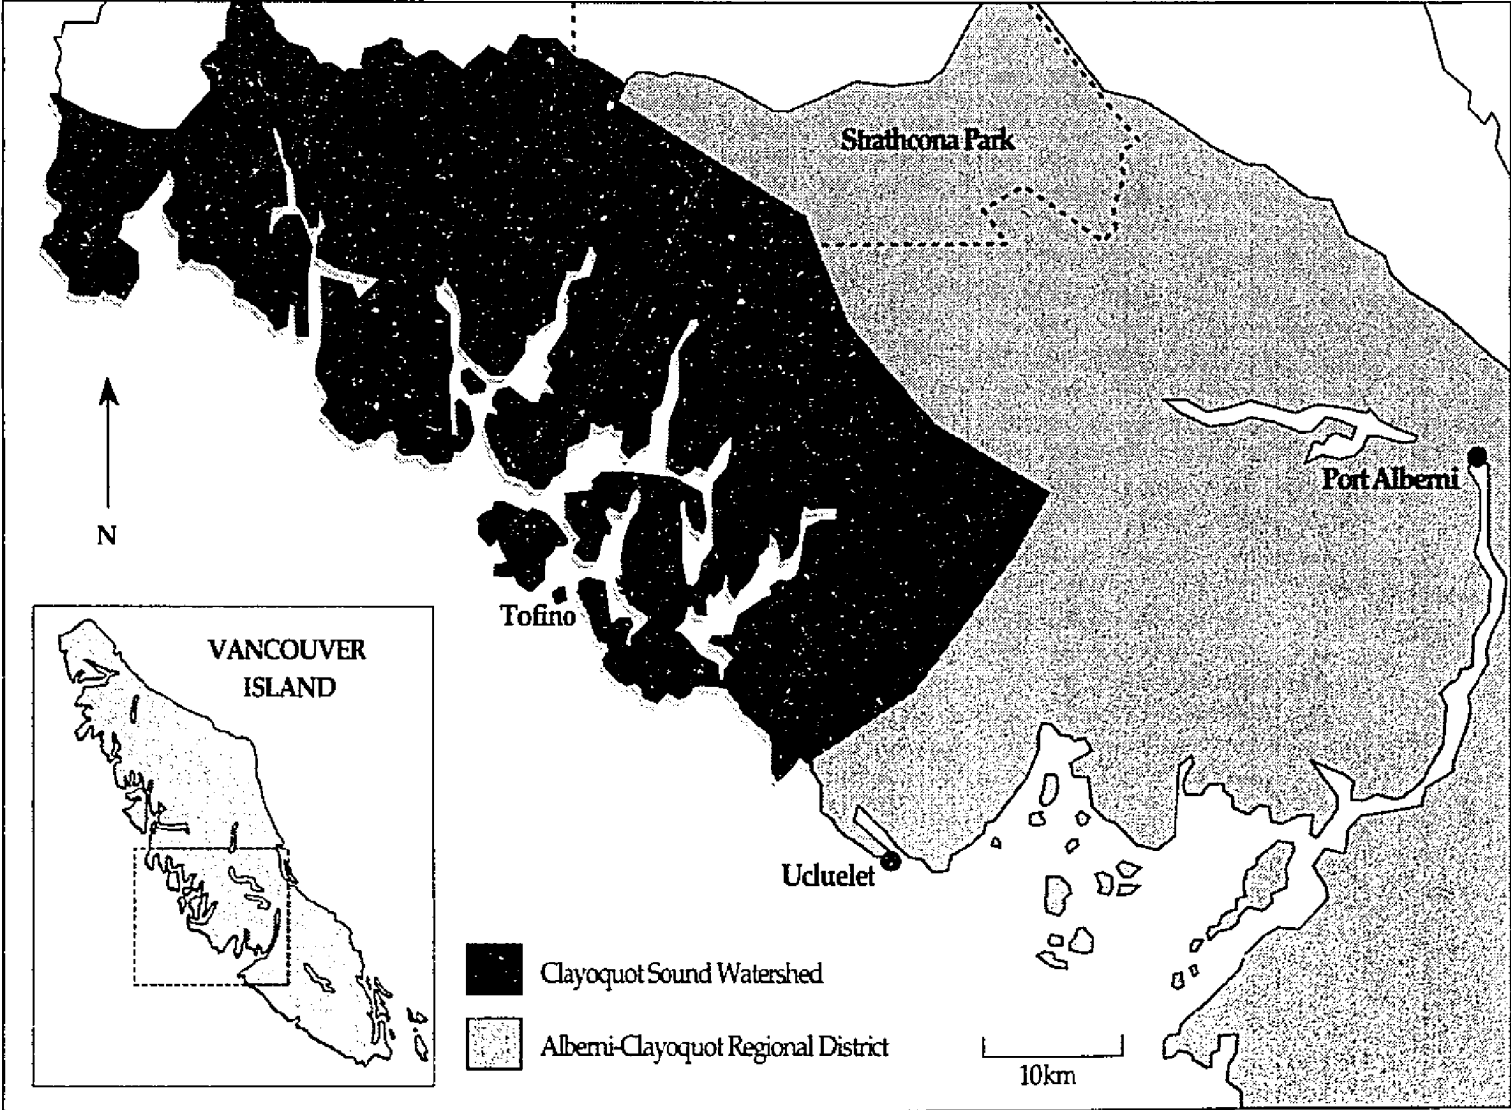 Strathcona Park
Port Alberni
N
Tofino
VANCOUVER
ISLAND
Ucluelet
Clayoquot Sound Watershed
Alberni-Clayoquot Regional District
10km